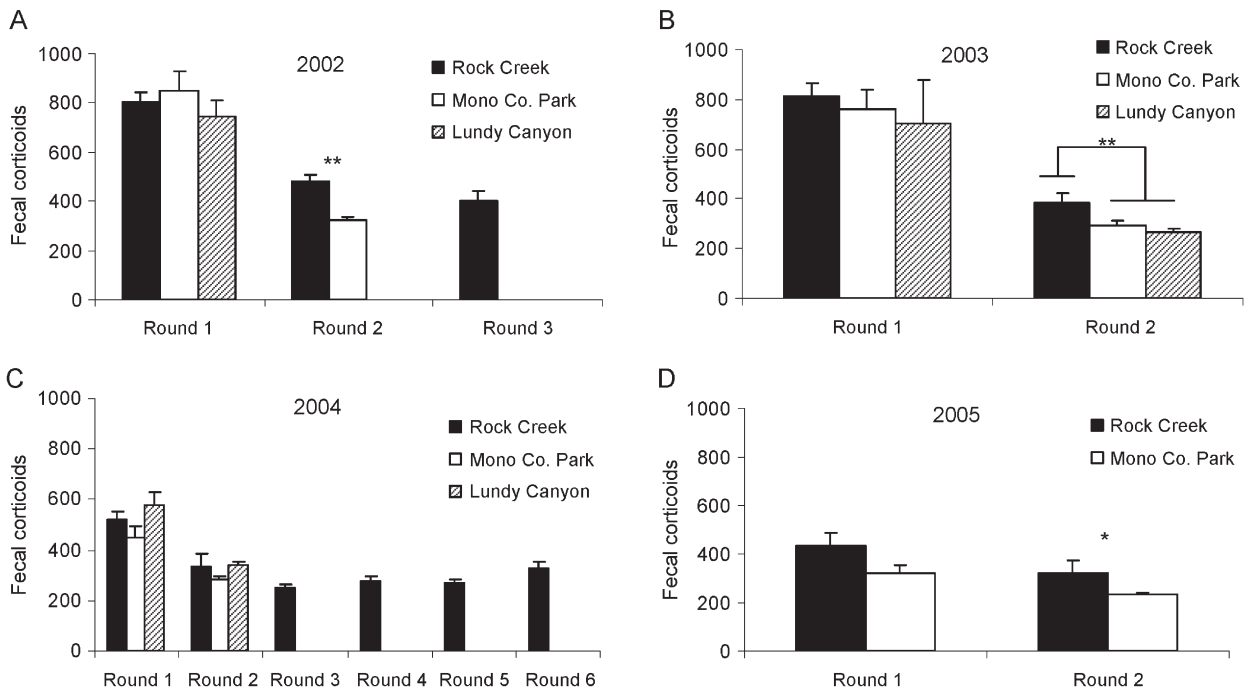 A
2002
Rock Creek
Mono Co. Park
Lundy Canyon
Fecal corticoids
1000
800
600
400
200
0
**
Round 1 Round 2 Round 3
B
2003
Rock Creek
Mono Co. Park
Lundy Canyon
Fecal corticoids
1000
800
600
400
200
0
**
Round 1 Round 2
C
2004
Rock Creek
Mono Co. Park
Lundy Canyon
Fecal corticoids
1000
800
600
400
200
0
Round 1 Round 2 Round 3 Round 4 Round 5 Round 6
D
2005
Rock Creek
Mono Co. Park
Fecal corticoids
1000
800
600
400
200
0
*
Round 1 Round 2